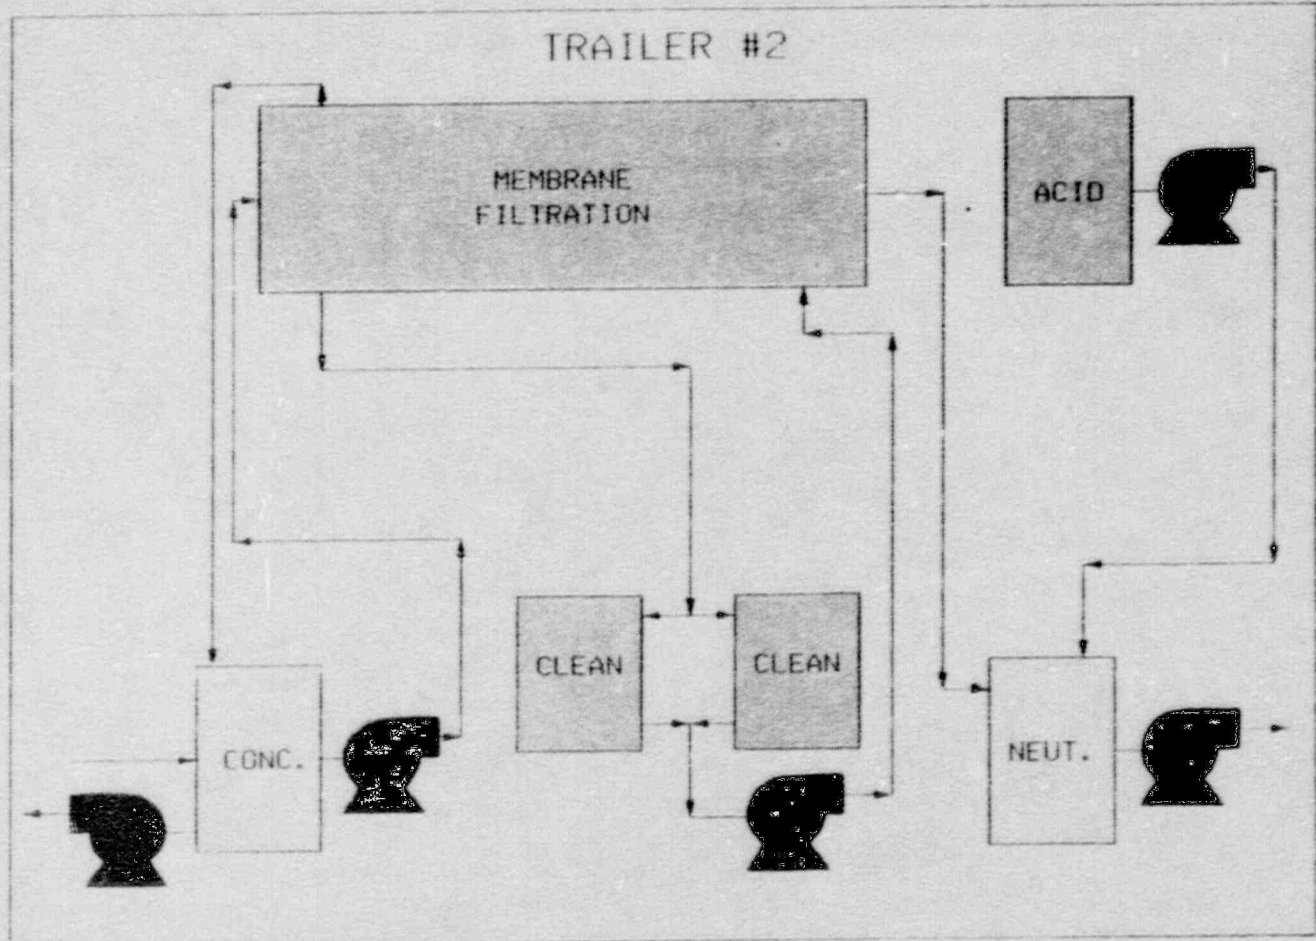 TRAILER #2
MEMBRANE
FILTRATION
ACID
CLEAN
CLEAN
CONC.
NEUT.